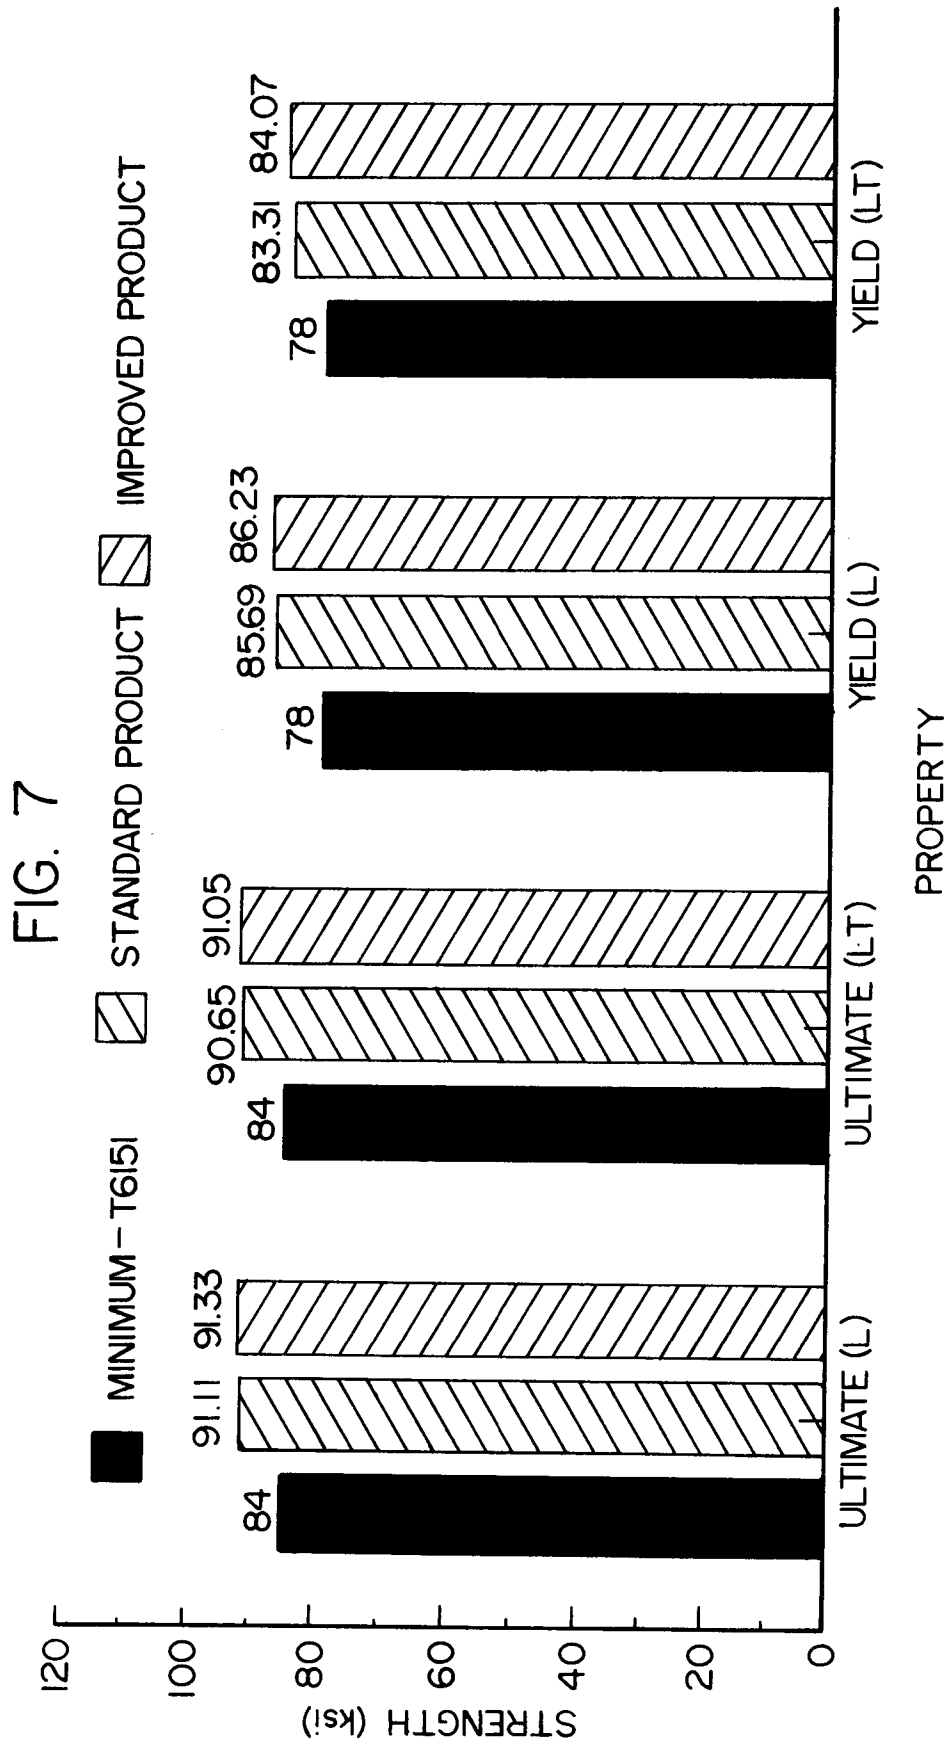 FIG. 7
MINIMUM-T6151 STANDARD PRODUCT IMPROVED PRODUCT
STRENGTH (ksi)
120
100
80
60
40
20
0
84 91.11 91.33
84 90.65 91.05
78 85.69 86.23
78 83.31 84.07
ULTIMATE (L) ULTIMATE (LT) YIELD (L) YIELD (LT)
PROPERTY